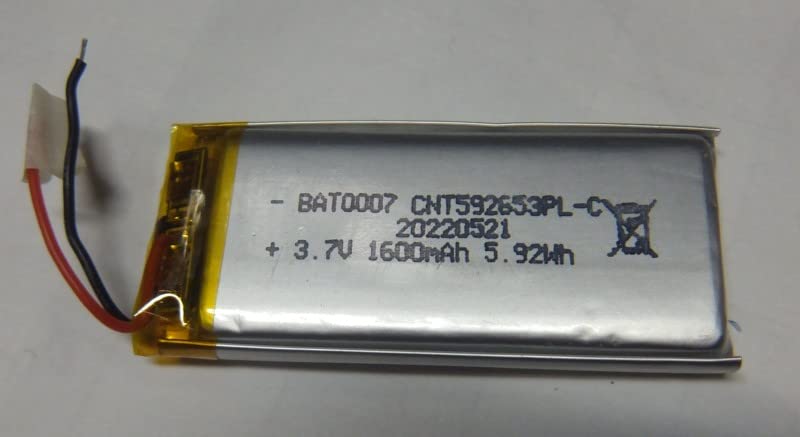 - BAT0007 CNT592653PL-C
20220521
+ 3.7V 1600mAh 5.92Wh